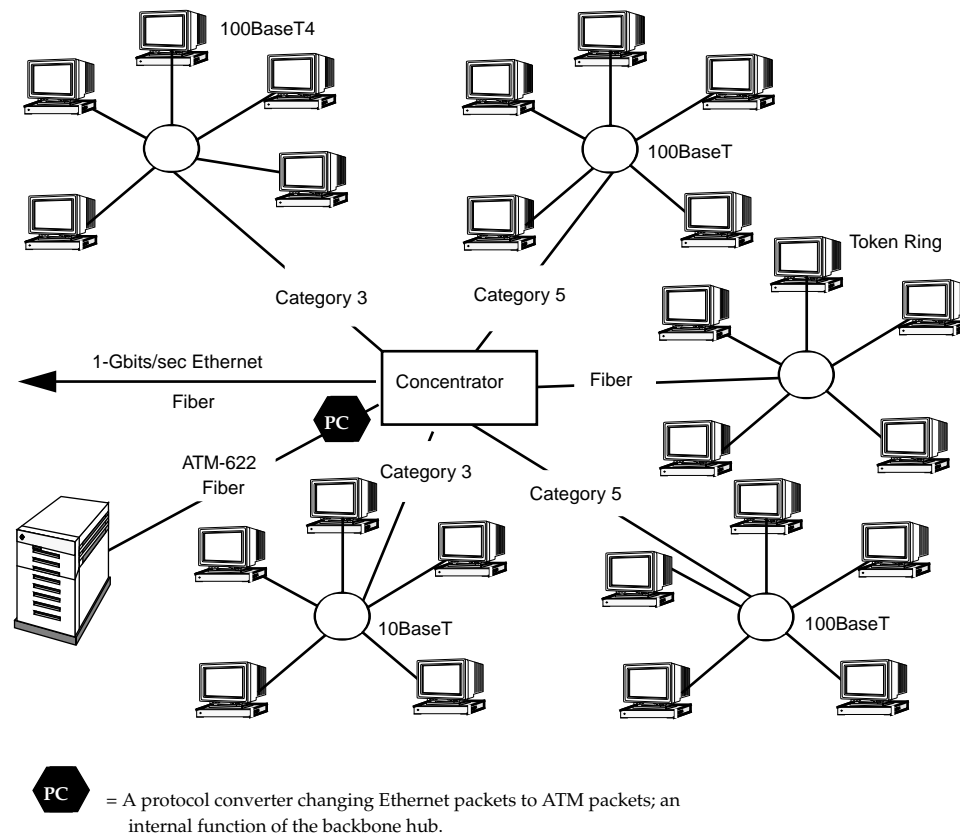 100BaseT4
100BaseT
Token Ring
Category 3
Category 5
1-Gbits/sec Ethernet
Fiber
Concentrator
Fiber
PC
ATM-622
Fiber
Category 3
Category 5
10BaseT
100BaseT
PC
= A protocol converter changing Ethernet packets to ATM packets; an
internal function of the backbone hub.